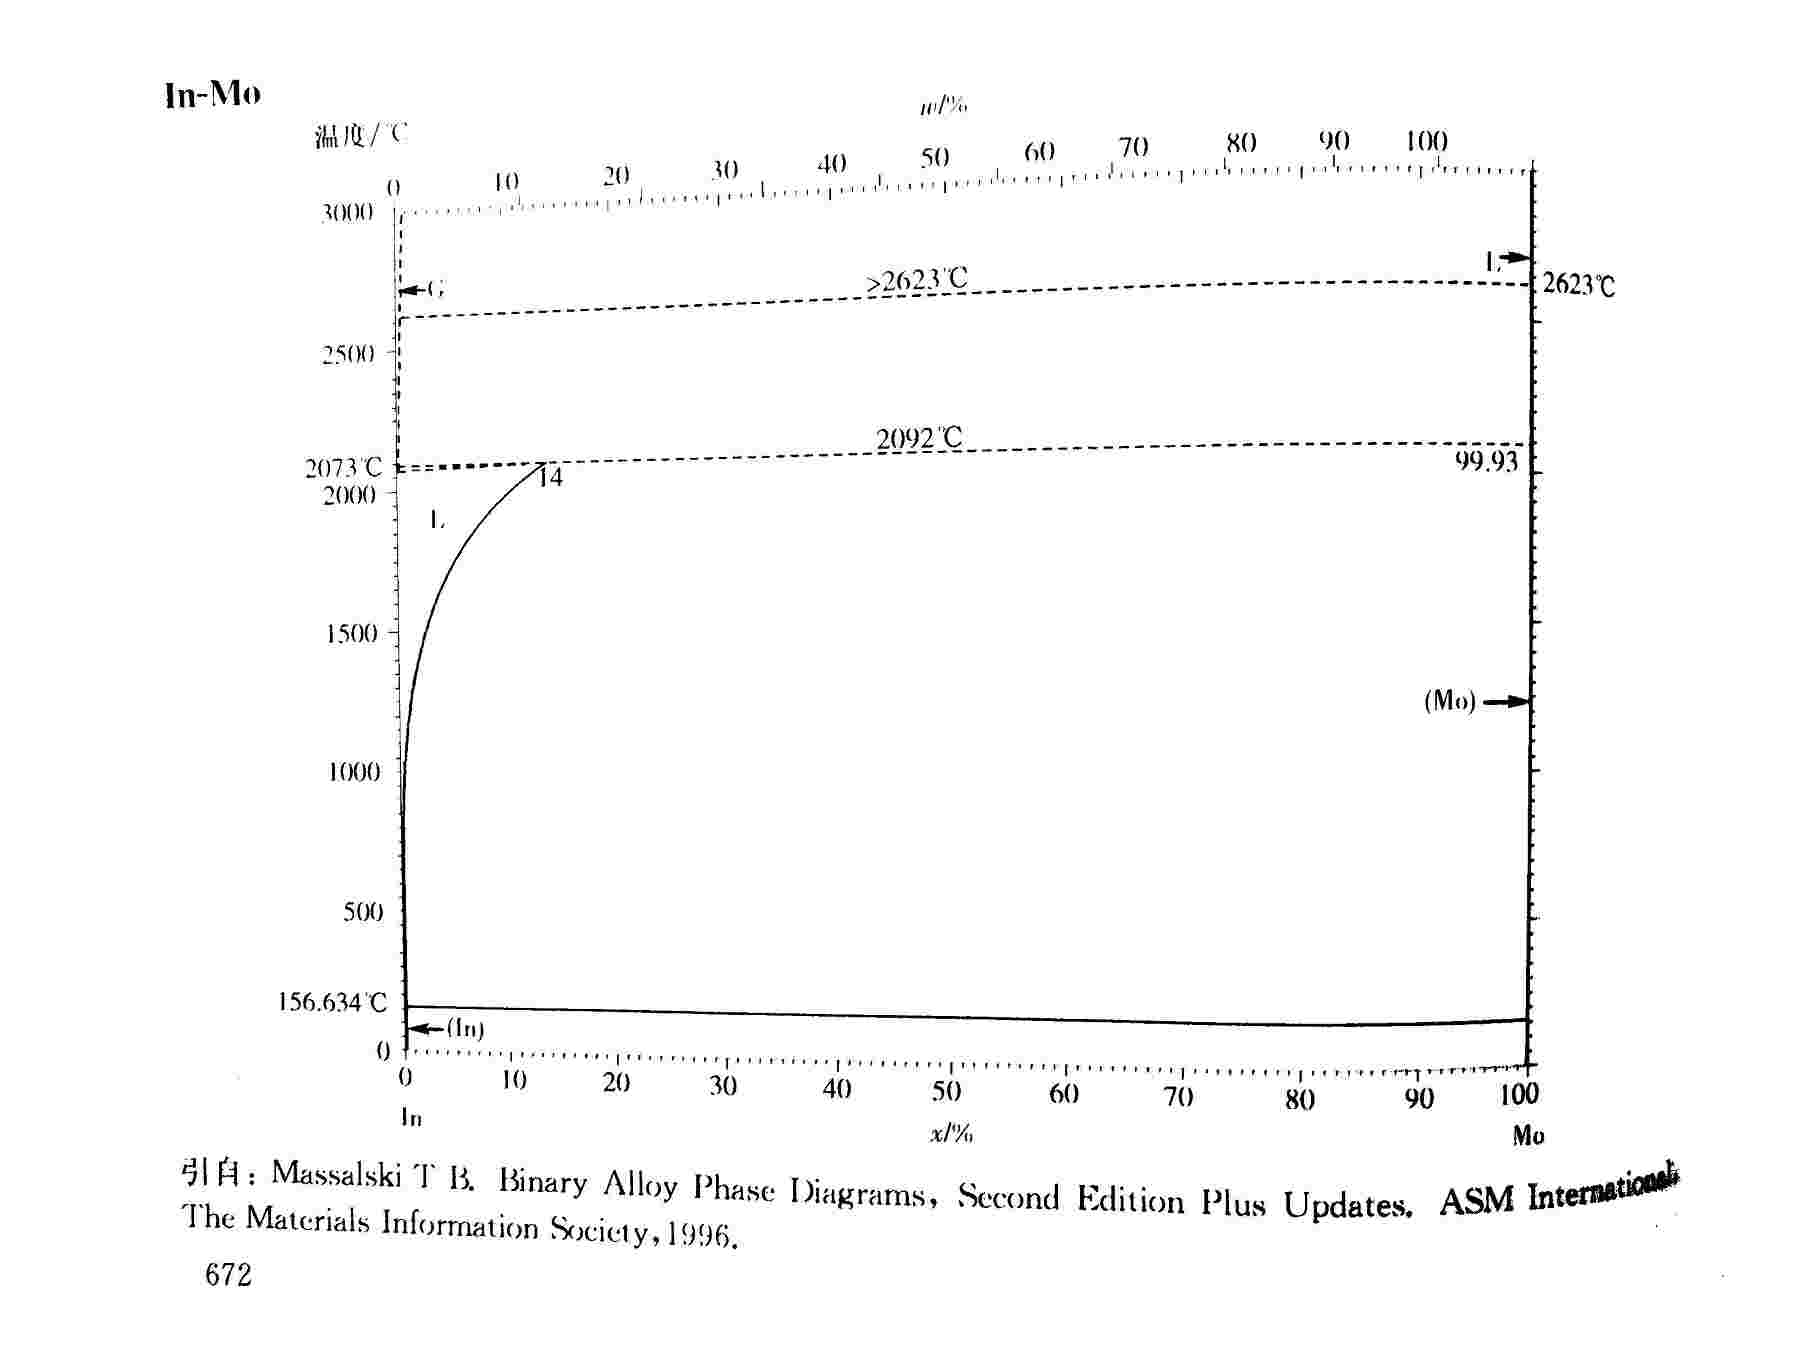 In-Mo
w/%
温度/℃
0 10 20 30 40 50 60 70 80 90 100
3000
L
G
>2623℃
2623℃
2500
2092℃
2073℃
99.93
14
2000
L
1500
(Mo)
1000
500
156.634℃
(In)
0
0 10 20 30 40 50 60 70 80 90 100
In
x/%
Mo
引自: Massalski T B. Binary Alloy Phase Diagrams, Second Edition Plus Updates. ASM International:
The Materials Information Society, 1996.
672